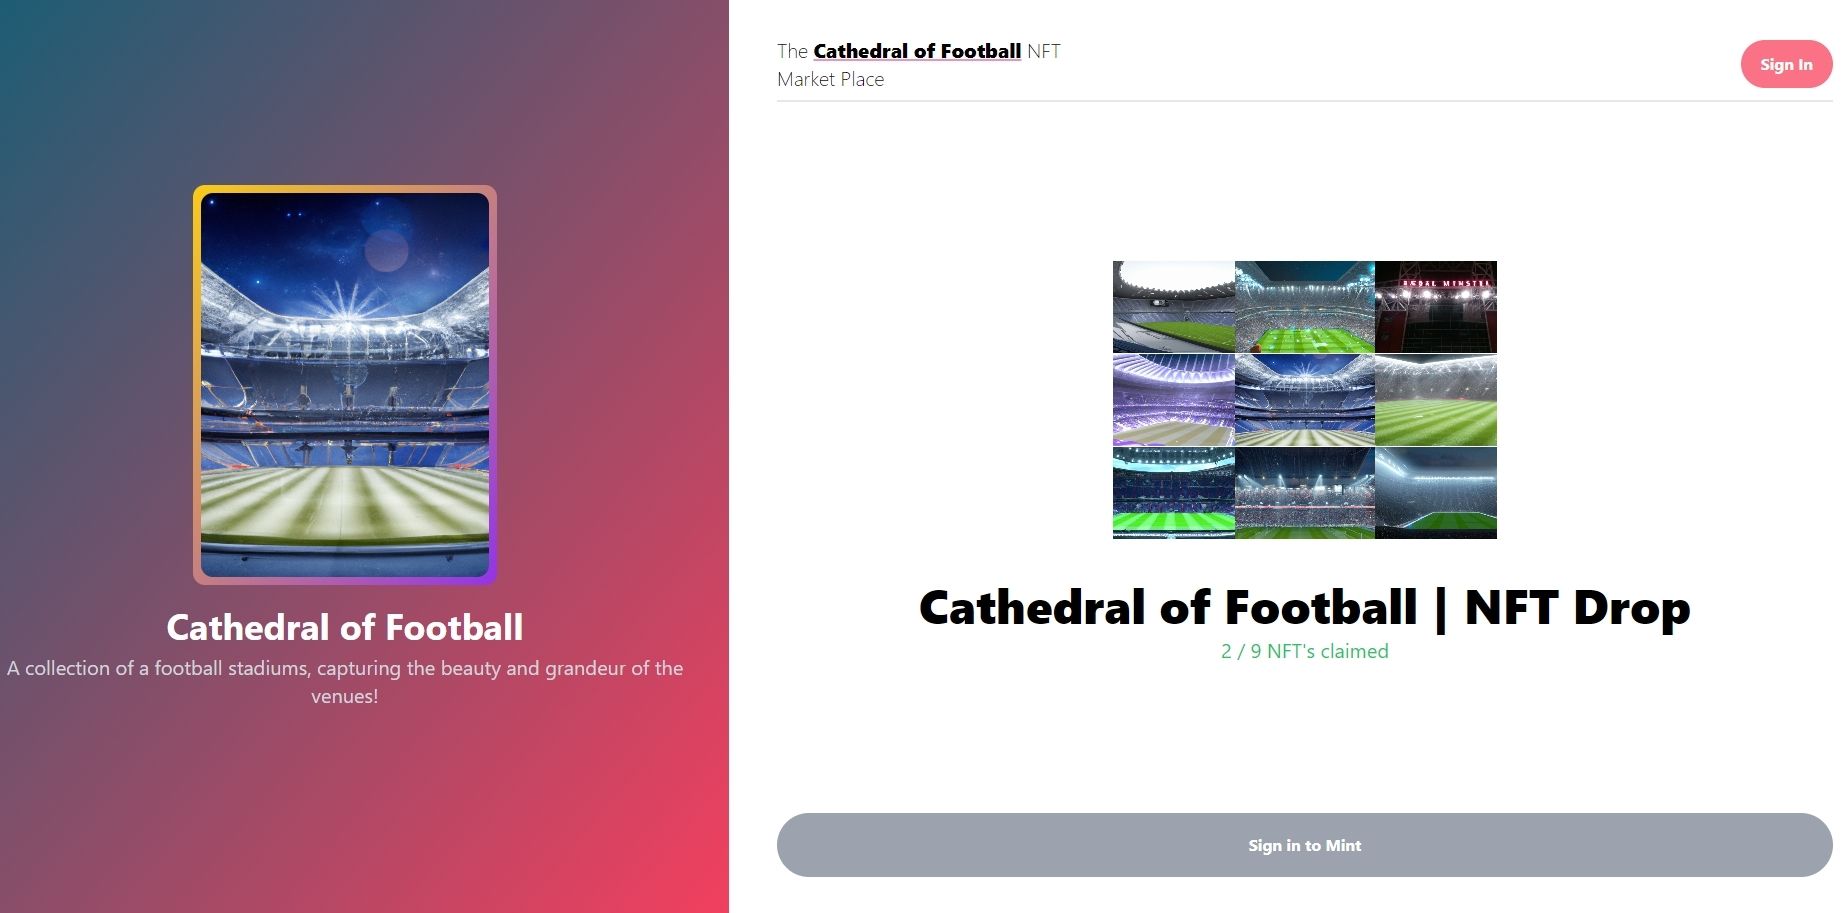 Cathedral of Football
A collection of a football stadiums, capturing the beauty and grandeur of the
venues!
The Cathedral of Football NFT
Market Place
Sign In
Cathedral of Football | NFT Drop
2 / 9 NFT's claimed
Sign in to Mint